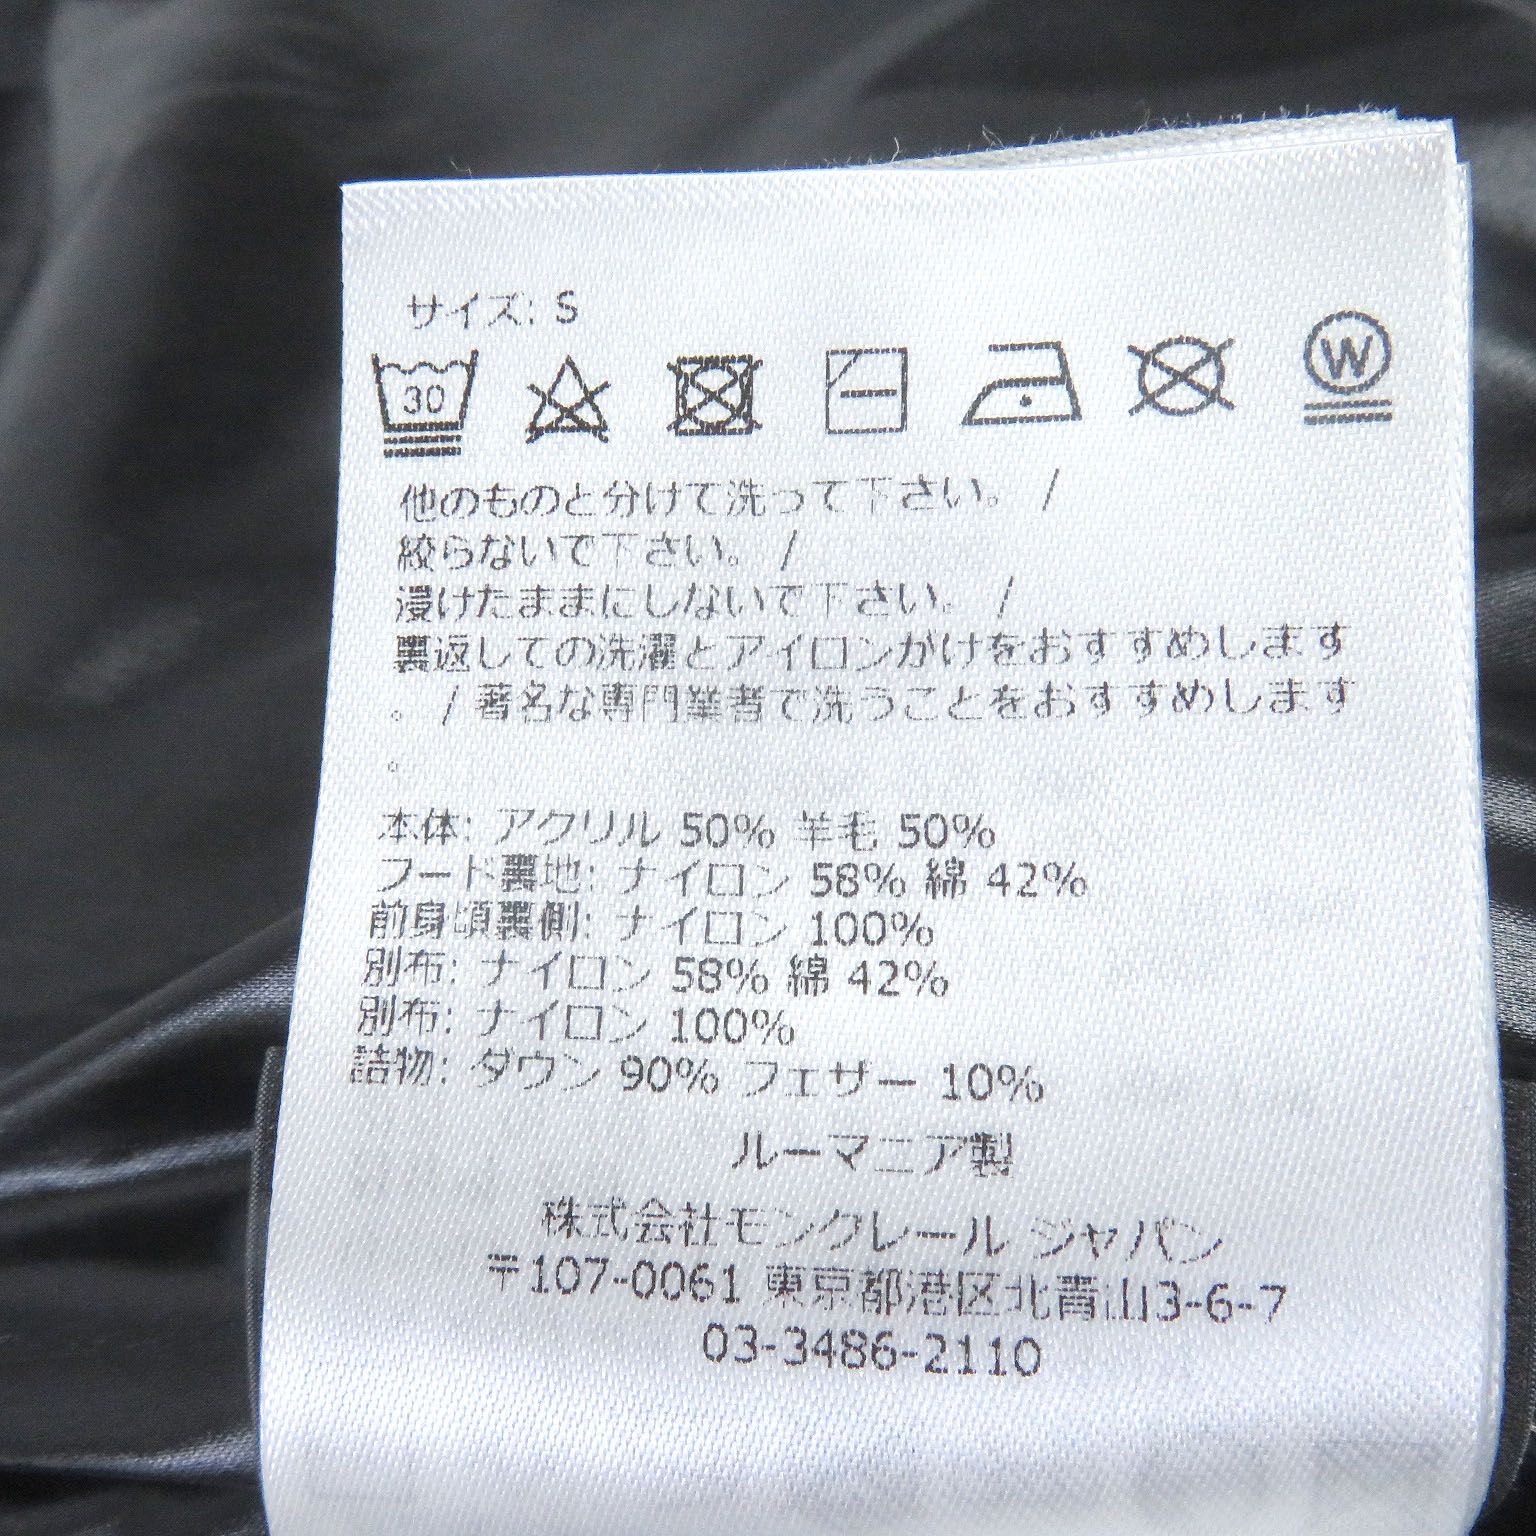 サイズ: S
30
W
他のものと分けて洗って下さい。 /
絞らないで下さい。 /
浸けたままにしないで下さい。 /
裏返しての洗濯とアイロンがけをおすすめします
。 / 著名な専門業者で洗うことをおすすめします
。
本体: アクリル 50% 羊毛 50%
フード裏地: ナイロン 58% 綿 42%
前身頃裏側: ナイロン 100%
別布: ナイロン 58% 綿 42%
別布: ナイロン 100%
詰物: ダウン 90% フェザー 10%
ルーマニア製
株式会社モンクレール ジャパン
〒107-0061 東京都港区北青山3-6-7
03-3486-2110